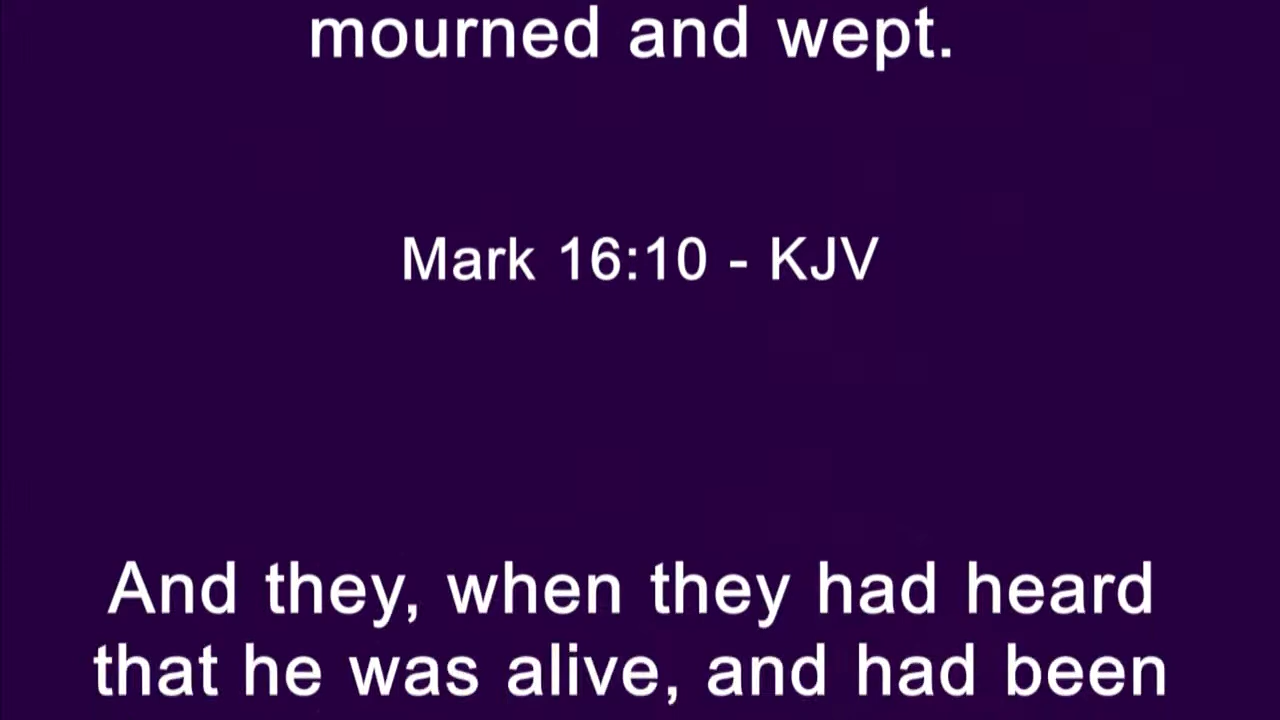 mourned and wept.
Mark 16:10 - KJV
And they, when they had heard
that he was alive, and had been